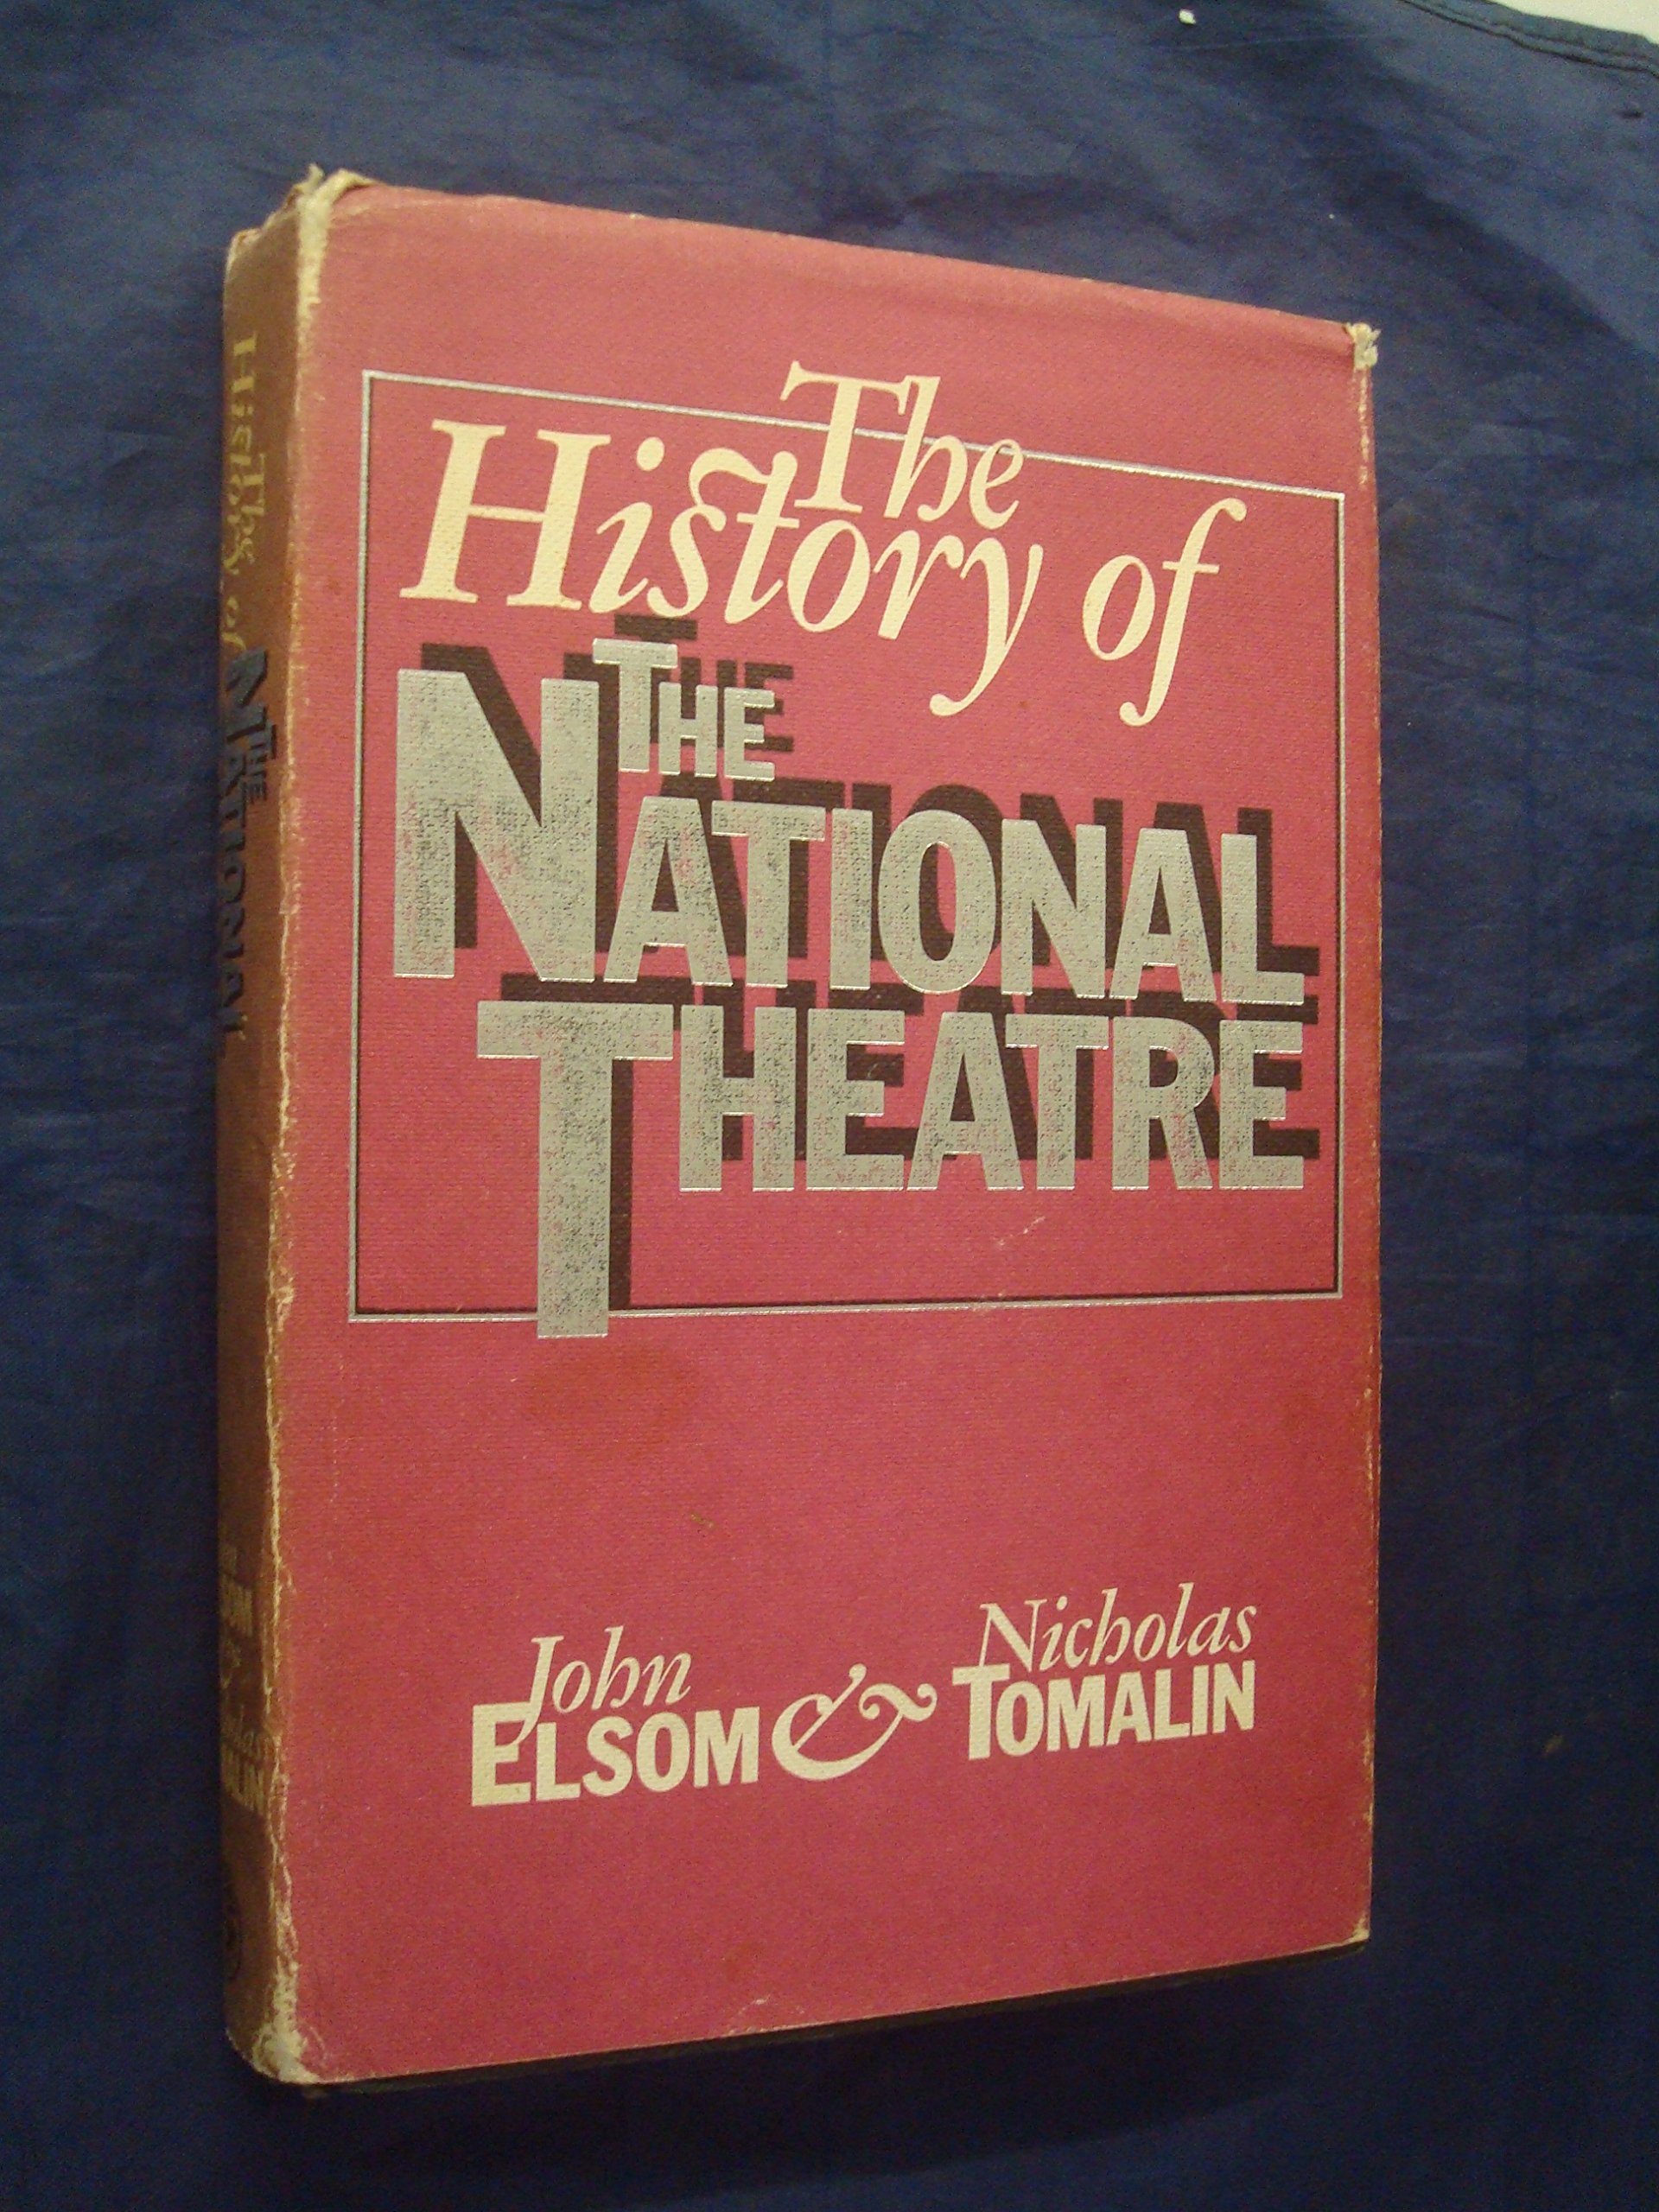 The
History of
THE
NATIONAL
THEATRE
John
ELSOM
&
Nicholas
TOMALIN
The
History of
THE
NATIONAL